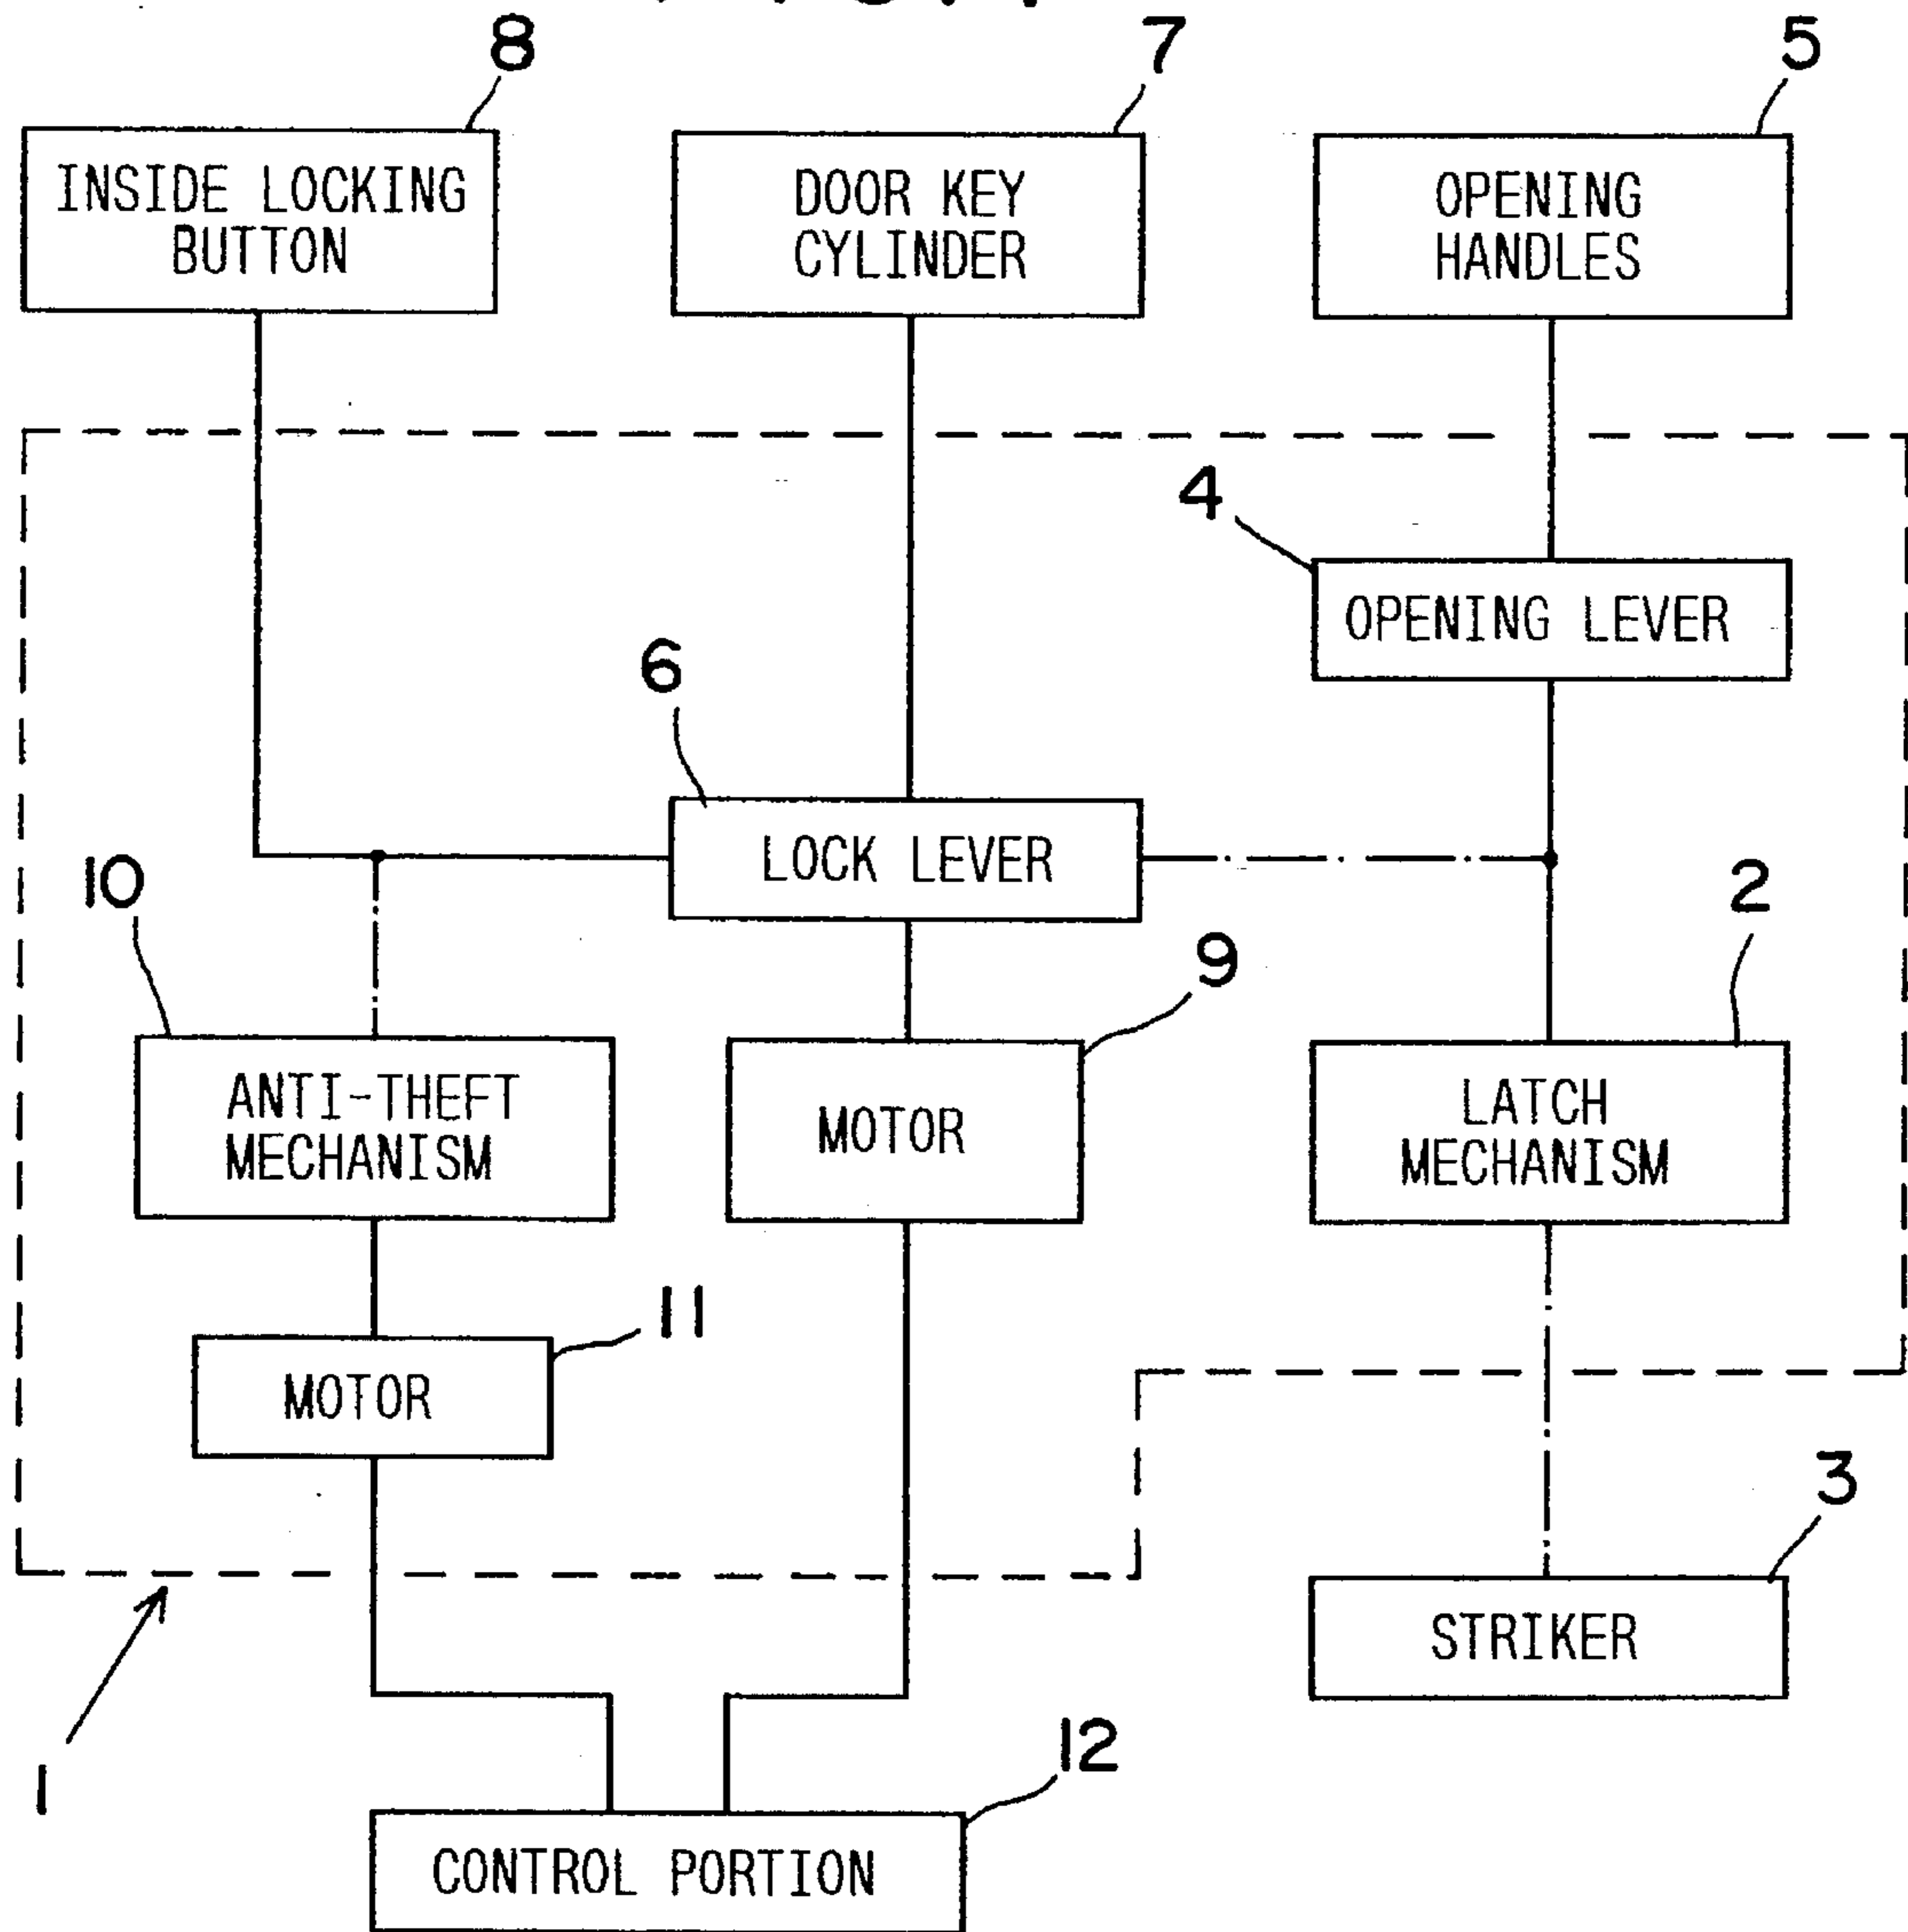 8
7
5
INSIDE LOCKING
BUTTON
DOOR KEY
CYLINDER
OPENING
HANDLES
4
OPENING LEVER
6
LOCK LEVER
10
2
9
ANTI-THEFT
MECHANISM
MOTOR
LATCH
MECHANISM
11
MOTOR
3
STRIKER
1
12
CONTROL PORTION